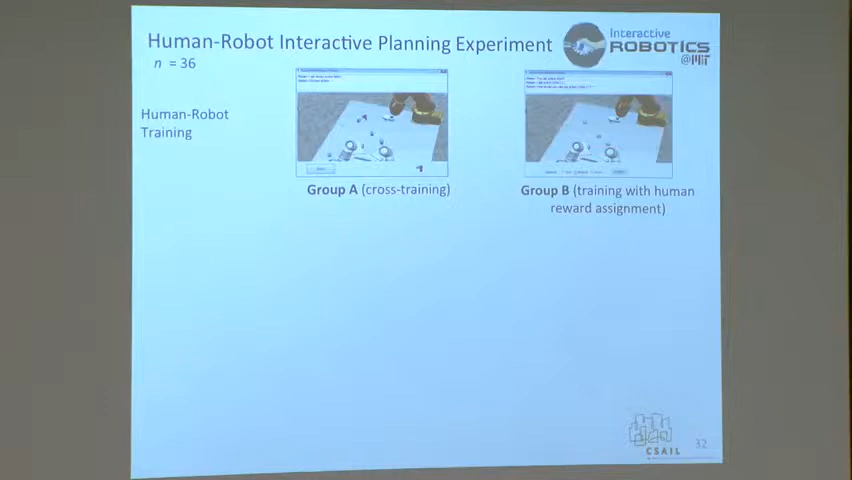 Human-Robot Interactive Planning Experiment
Interactive
ROBOTICS
@MIT
n = 36
Human-Robot
Training
Group A (cross-training)
Group B (training with human
reward assignment)
CSAIL
32